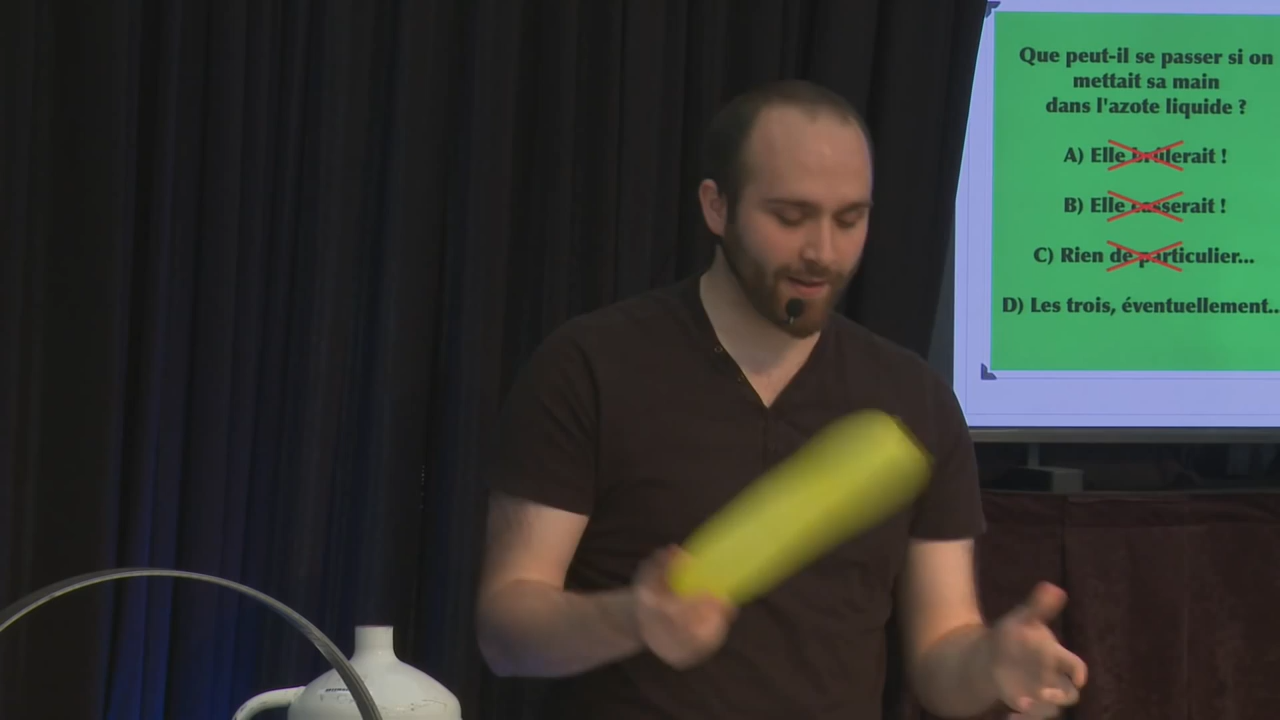 Que peut-il se passer si on
mettait sa main
dans l'azote liquide ?
A) Elle brûlerait !
B) Elle casserait !
C) Rien de particulier...
D) Les trois, éventuellement..